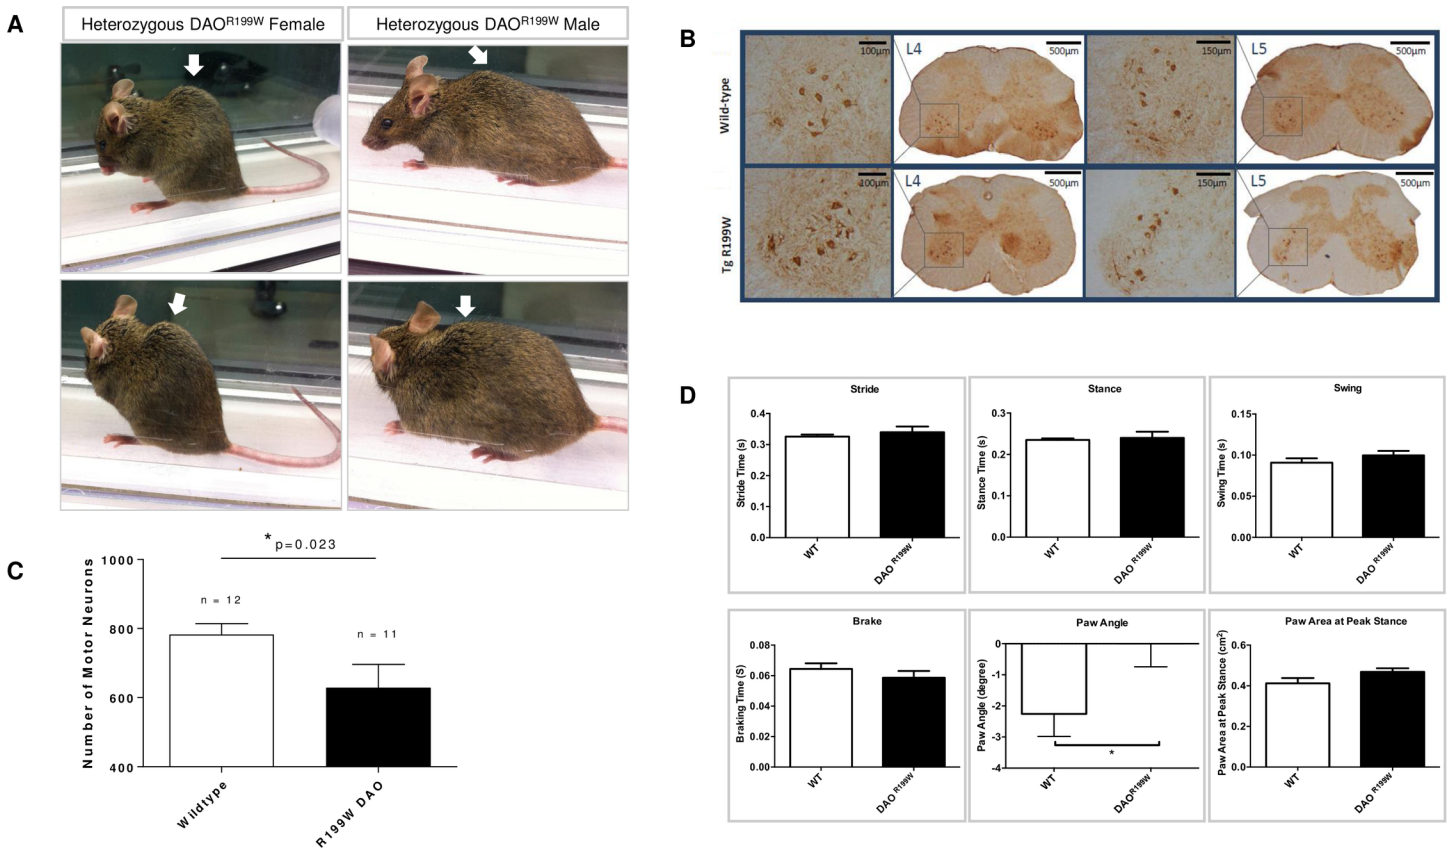 A
Heterozygous DAO^R199W Female
Heterozygous DAO^R199W Male
B
Wild-type
100µm
L4
500µm
150µm
L5
500µm
Tg R199W
100µm
L4
500µm
150µm
L5
500µm
C
* p=0.023
Number of Motor Neurons
1000
800
600
400
n = 12
n = 11
Wildtype
R199W DAO
D
Stride
Stride Time (s)
0.4
0.3
0.2
0.1
0.0
WT
DAO R199W
Stance
Stance Time (s)
0.3
0.2
0.1
0.0
WT
DAO R199W
Swing
Swing Time (s)
0.15
0.10
0.05
0.00
WT
DAO R199W
Brake
Braking Time (S)
0.08
0.06
0.04
0.02
0.00
WT
DAO R199W
Paw Angle
Paw Angle (degree)
0
-1
-2
-3
-4
*
WT
DAO R199W
Paw Area at Peak Stance
Paw Area at Peak Stance (cm²)
0.6
0.4
0.2
0.0
WT
DAO R199W